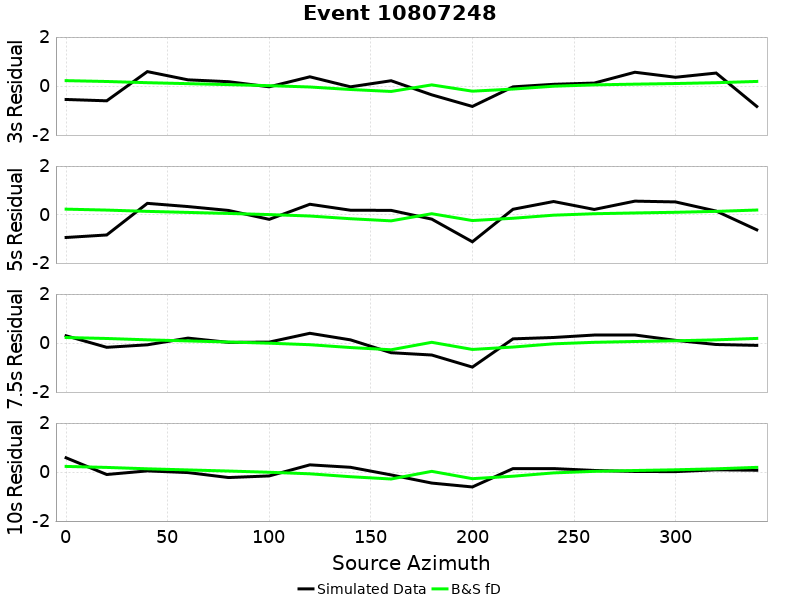 Event 10807248
3s Residual
2
0
-2
5s Residual
2
0
-2
7.5s Residual
2
0
-2
10s Residual
2
0
-2
0 50 100 150 200 250 300
Source Azimuth
Simulated Data B&S fD